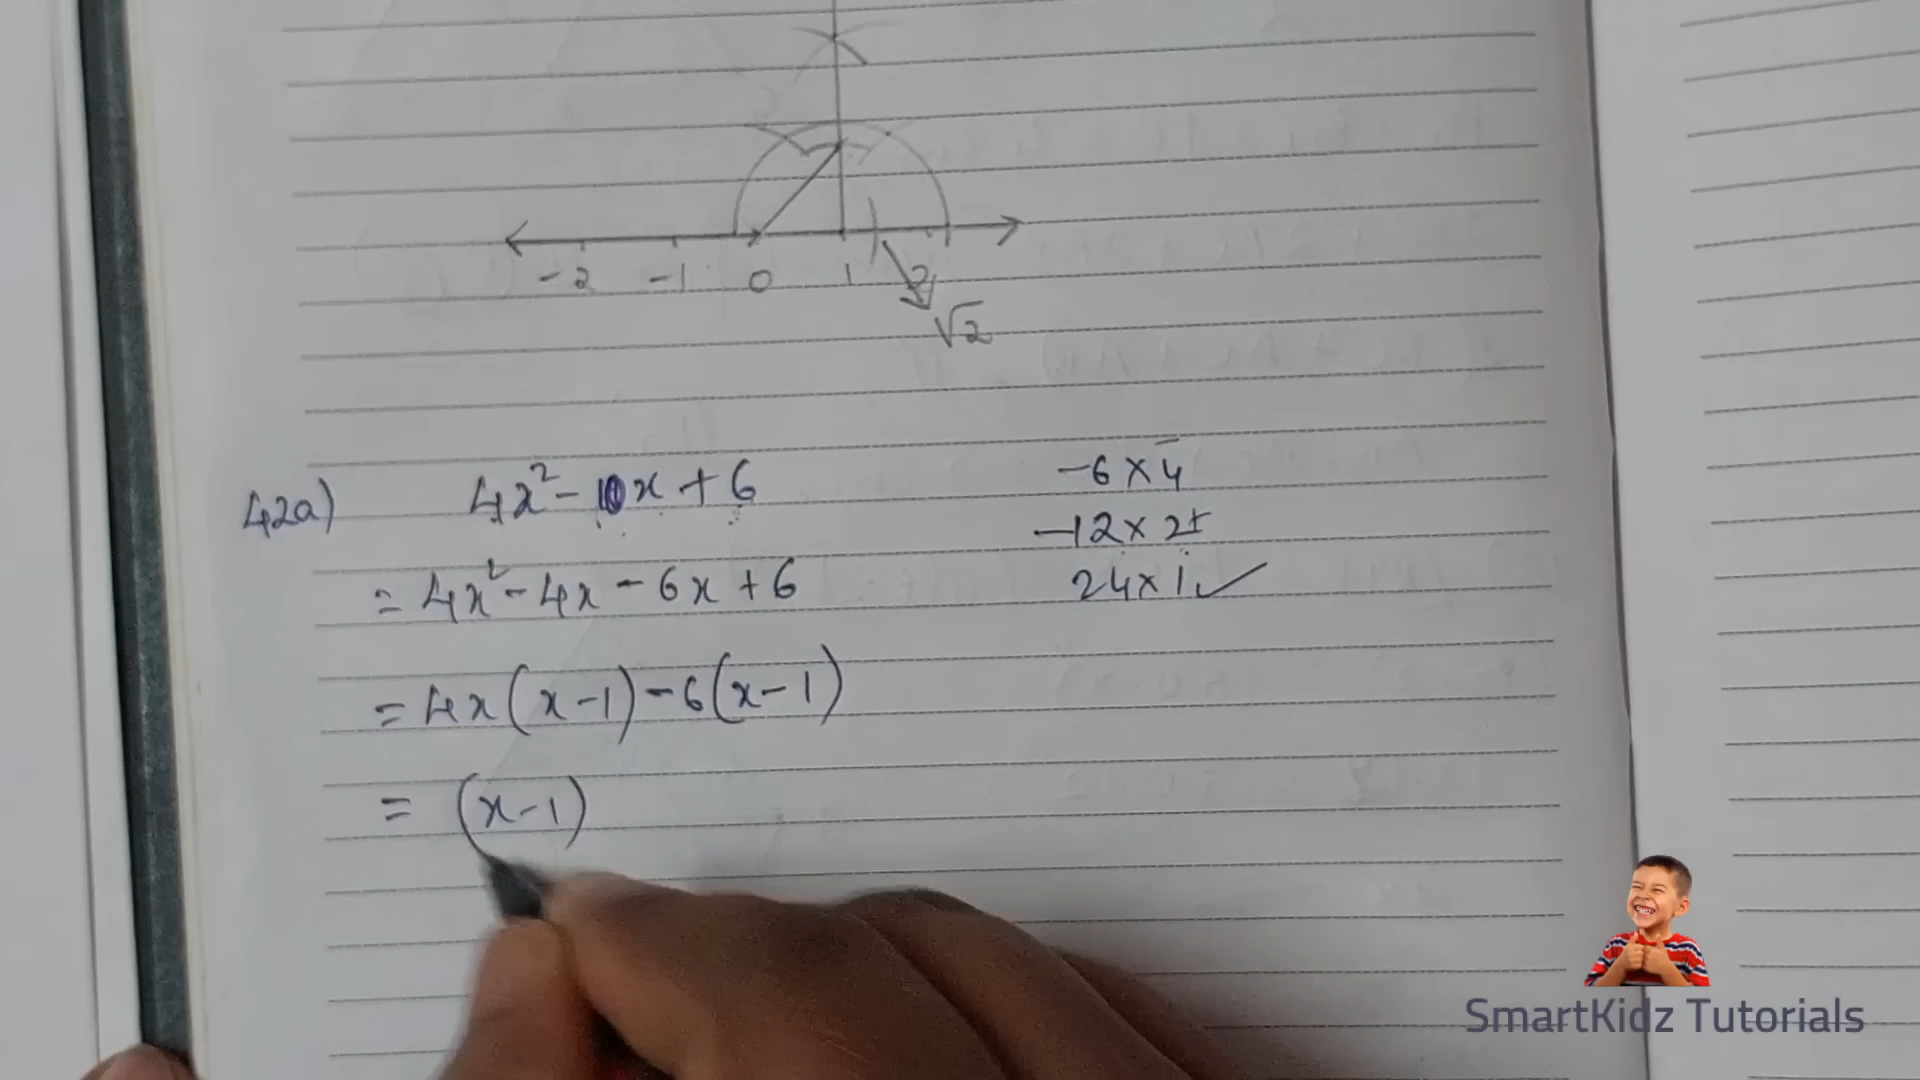 -2 -1 0 1 2
√2
42a) 4x² - 10x + 6
= 4x² - 4x - 6x + 6
= 4x(x-1) - 6(x-1)
= (x-1)
-6 × 4
-12 × 2
24 × 1 ✓
SmartKidz Tutorials